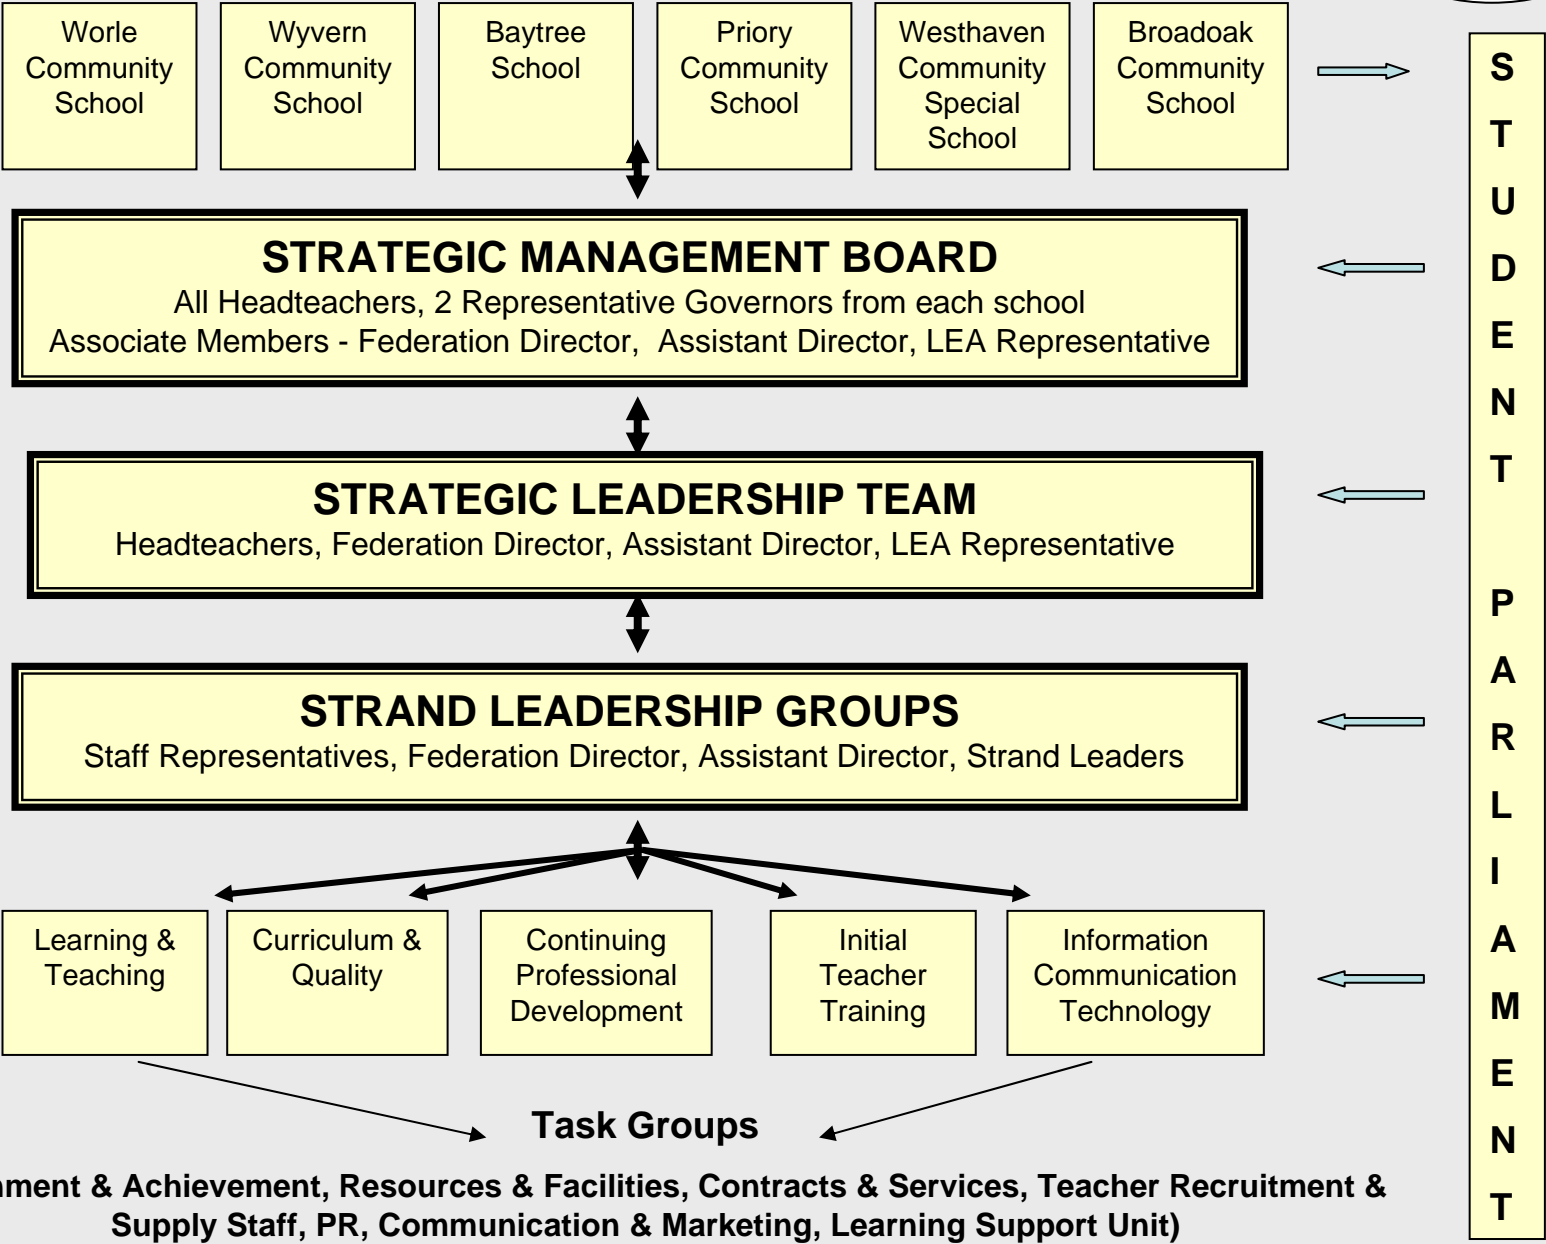 Worle
Community
School
Wyvern
Community
School
Baytree
School
Priory
Community
School
Westhaven
Community
Special
School
Broadoak
Community
School
STRATEGIC MANAGEMENT BOARD
All Headteachers, 2 Representative Governors from each school
Associate Members - Federation Director, Assistant Director, LEA Representative
STRATEGIC LEADERSHIP TEAM
Headteachers, Federation Director, Assistant Director, LEA Representative
STRAND LEADERSHIP GROUPS
Staff Representatives, Federation Director, Assistant Director, Strand Leaders
Learning &
Teaching
Curriculum &
Quality
Continuing
Professional
Development
Initial
Teacher
Training
Information
Communication
Technology
Task Groups
& Achievement, Resources & Facilities, Contracts & Services, Teacher Recruitment &
Supply Staff, PR, Communication & Marketing, Learning Support Unit)
S
T
U
D
E
N
T
P
A
R
L
I
A
M
E
N
T